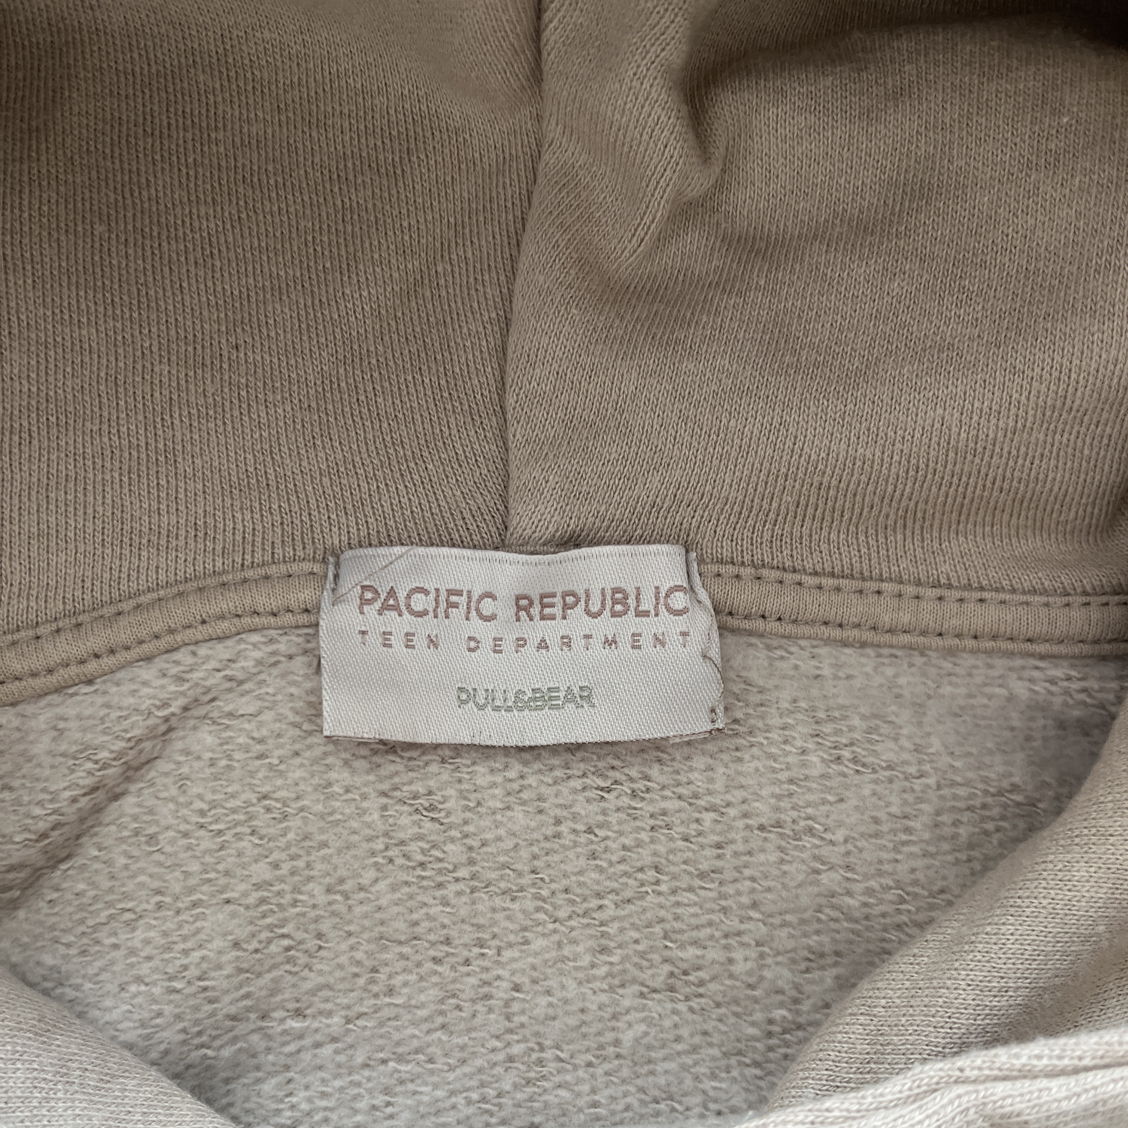 PACIFIC REPUBLIC
TEEN DEPARTMENT
PULL&BEAR